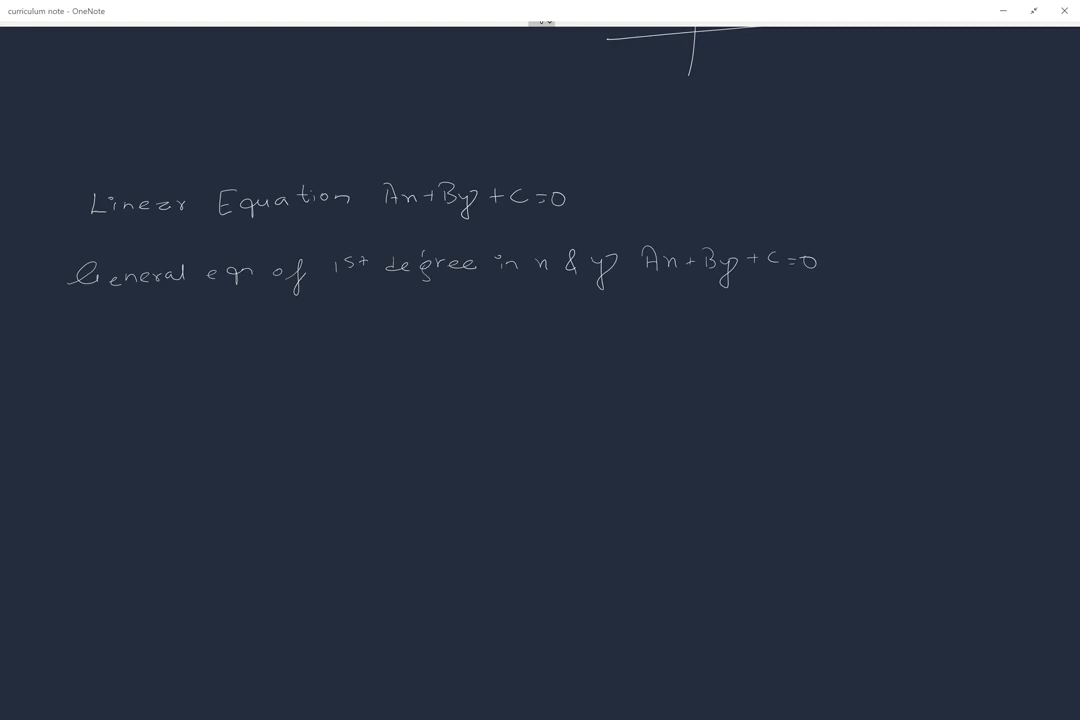 curriculum note - OneNote
Linear Equation Ax+By+C=0
General eqn of 1st degree in x & y Ax+By+C=0